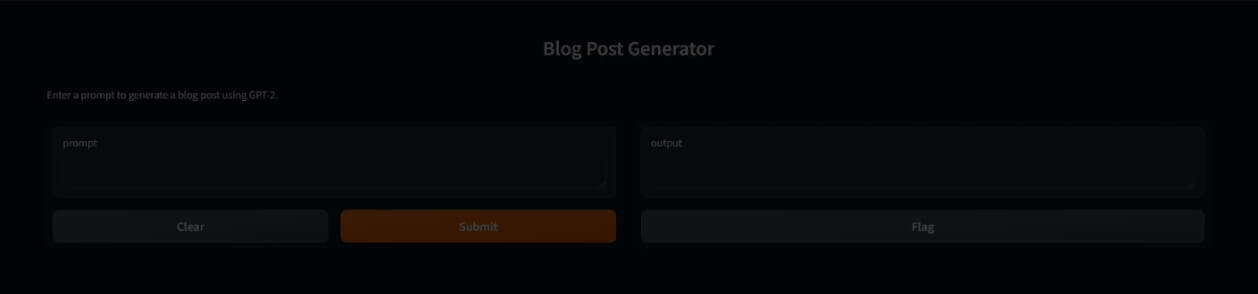 Blog Post Generator
Enter a prompt to generate a blog post using GPT-2.
prompt
output
Clear
Submit
Flag